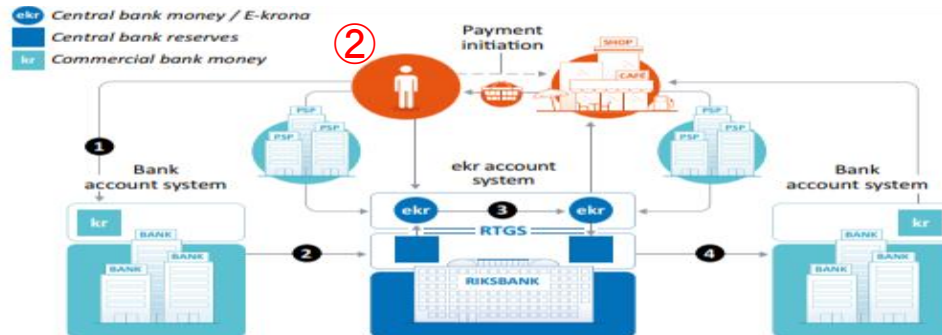 ekr Central bank money / E-krona
Central bank reserves
kr Commercial bank money
②
Payment
initiation
SHOP
CAFÉ
1
PSP
PSP
PSP
PSP
PSP
PSP
Bank
account system
ekr account
system
Bank
account system
kr
ekr
3
ekr
kr
RTGS
BANK
BANK
BANK
2
RIKSBANK
4
BANK
BANK
BANK